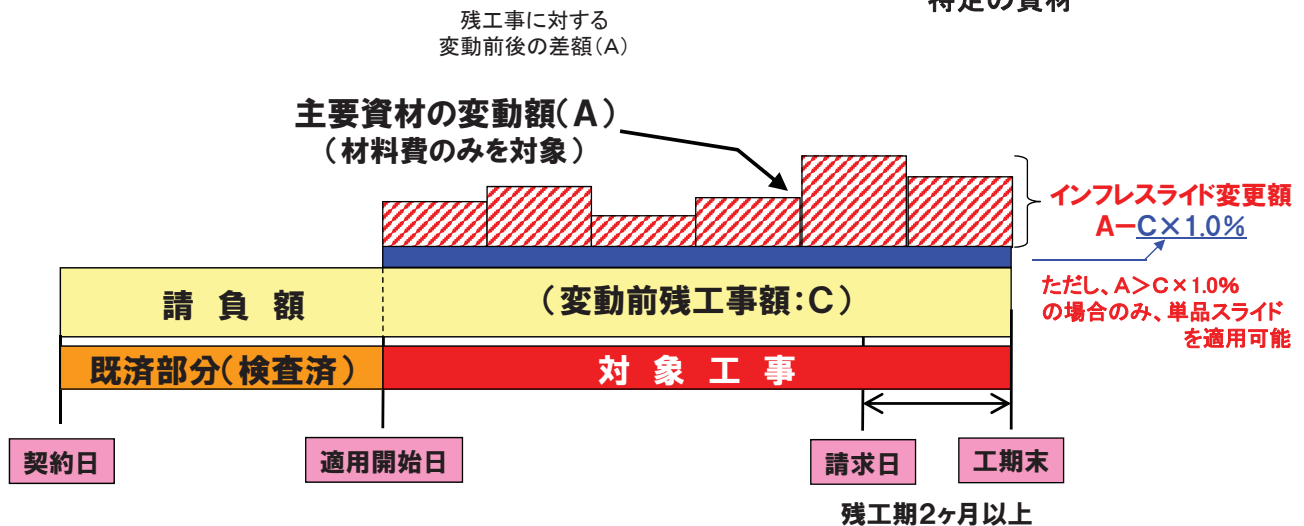 特定の資材
残工事に対する
変動前後の差額(A)
主要資材の変動額(A)
(材料費のみを対象)
インフレスライド変更額
A－C×1.0%
ただし、A>C×1.0%
の場合のみ、単品スライド
を適用可能
請負額
(変動前残工事額:C)
既済部分(検査済)
対象工事
契約日
適用開始日
請求日
工期末
残工期2ヶ月以上